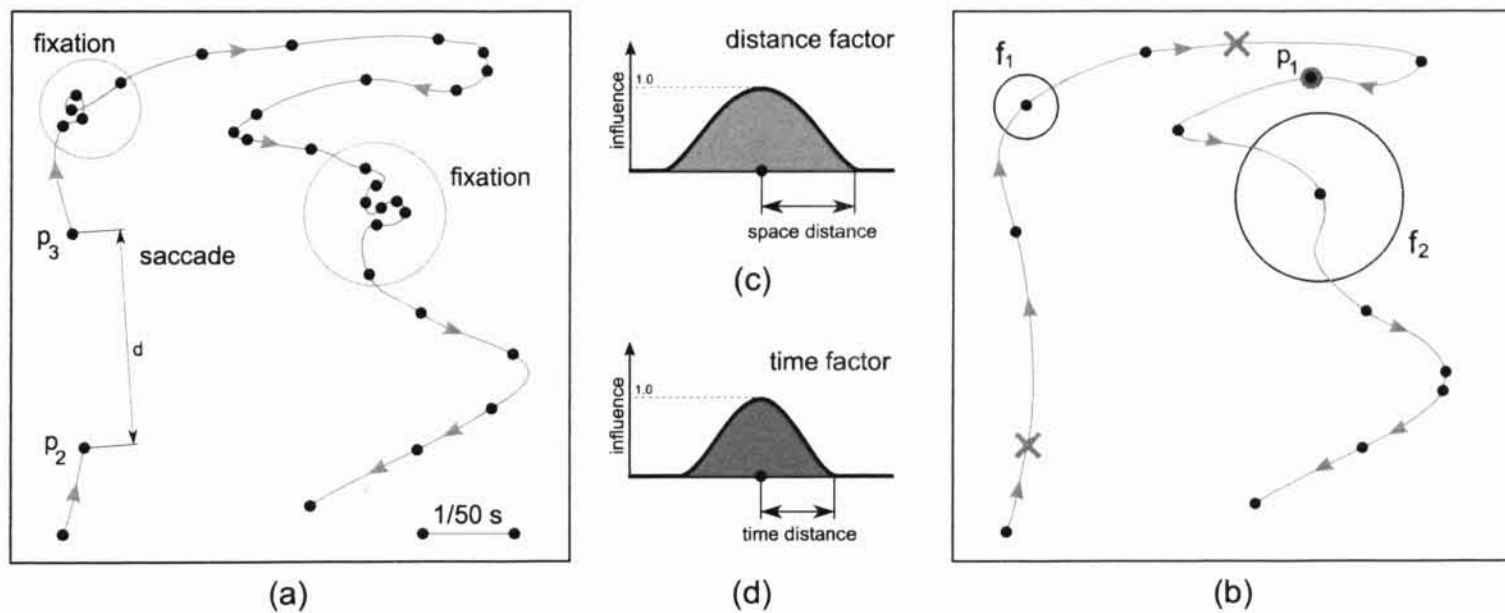 fixation
fixation
p3
saccade
d
p2
1/50 s
(a)
distance factor
influence
1.0
space distance
(c)
time factor
influence
1.0
time distance
(d)
f1
p1
f2
(b)